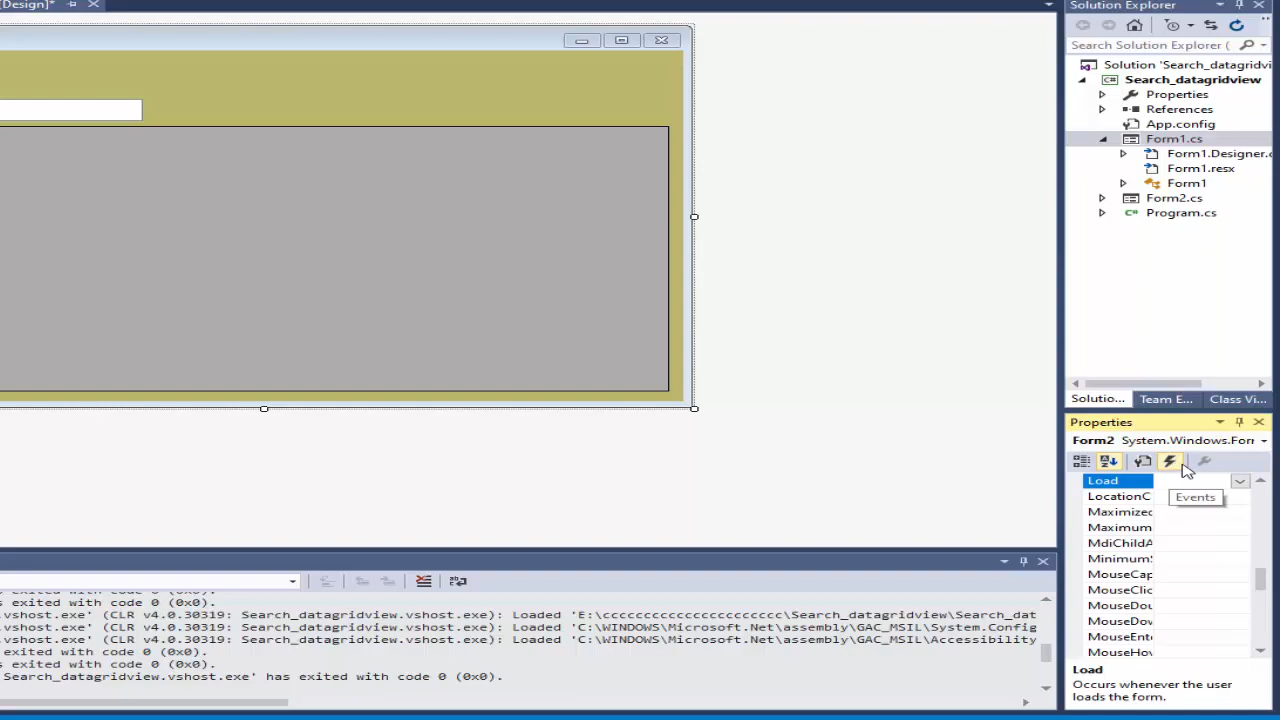 [Design]*
Solution Explorer
Search Solution Explorer (
Solution 'Search_datagridvi
Search_datagridview
Properties
References
App.config
Form1.cs
Form1.Designer.c
Form1.resx
Form1
Form2.cs
Program.cs
Solutio... Team E... Class Vi...
Properties
Form2 System.Windows.Forr
Load
Events
LocationC
Maximized
Maximum
MdiChildA
Minimum
MouseCap
MouseClic
MouseDou
MouseDov
MouseEnte
MouseHov
Load
Occurs whenever the user
loads the form.
s exited with code 0 (0x0).
.vshost.exe' (CLR v4.0.30319: Search_datagridview.vshost.exe): Loaded 'E:\cccccccccccccccccc\Search_datagridview\Search_dat
.vshost.exe' (CLR v4.0.30319: Search_datagridview.vshost.exe): Loaded 'C:\WINDOWS\Microsoft.Net\assembly\GAC_MSIL\System.Config
.vshost.exe' (CLR v4.0.30319: Search_datagridview.vshost.exe): Loaded 'C:\WINDOWS\Microsoft.Net\assembly\GAC_MSIL\Accessibility
exited with code 0 (0x0).
s exited with code 0 (0x0).
Search_datagridview.vshost.exe' has exited with code 0 (0x0).